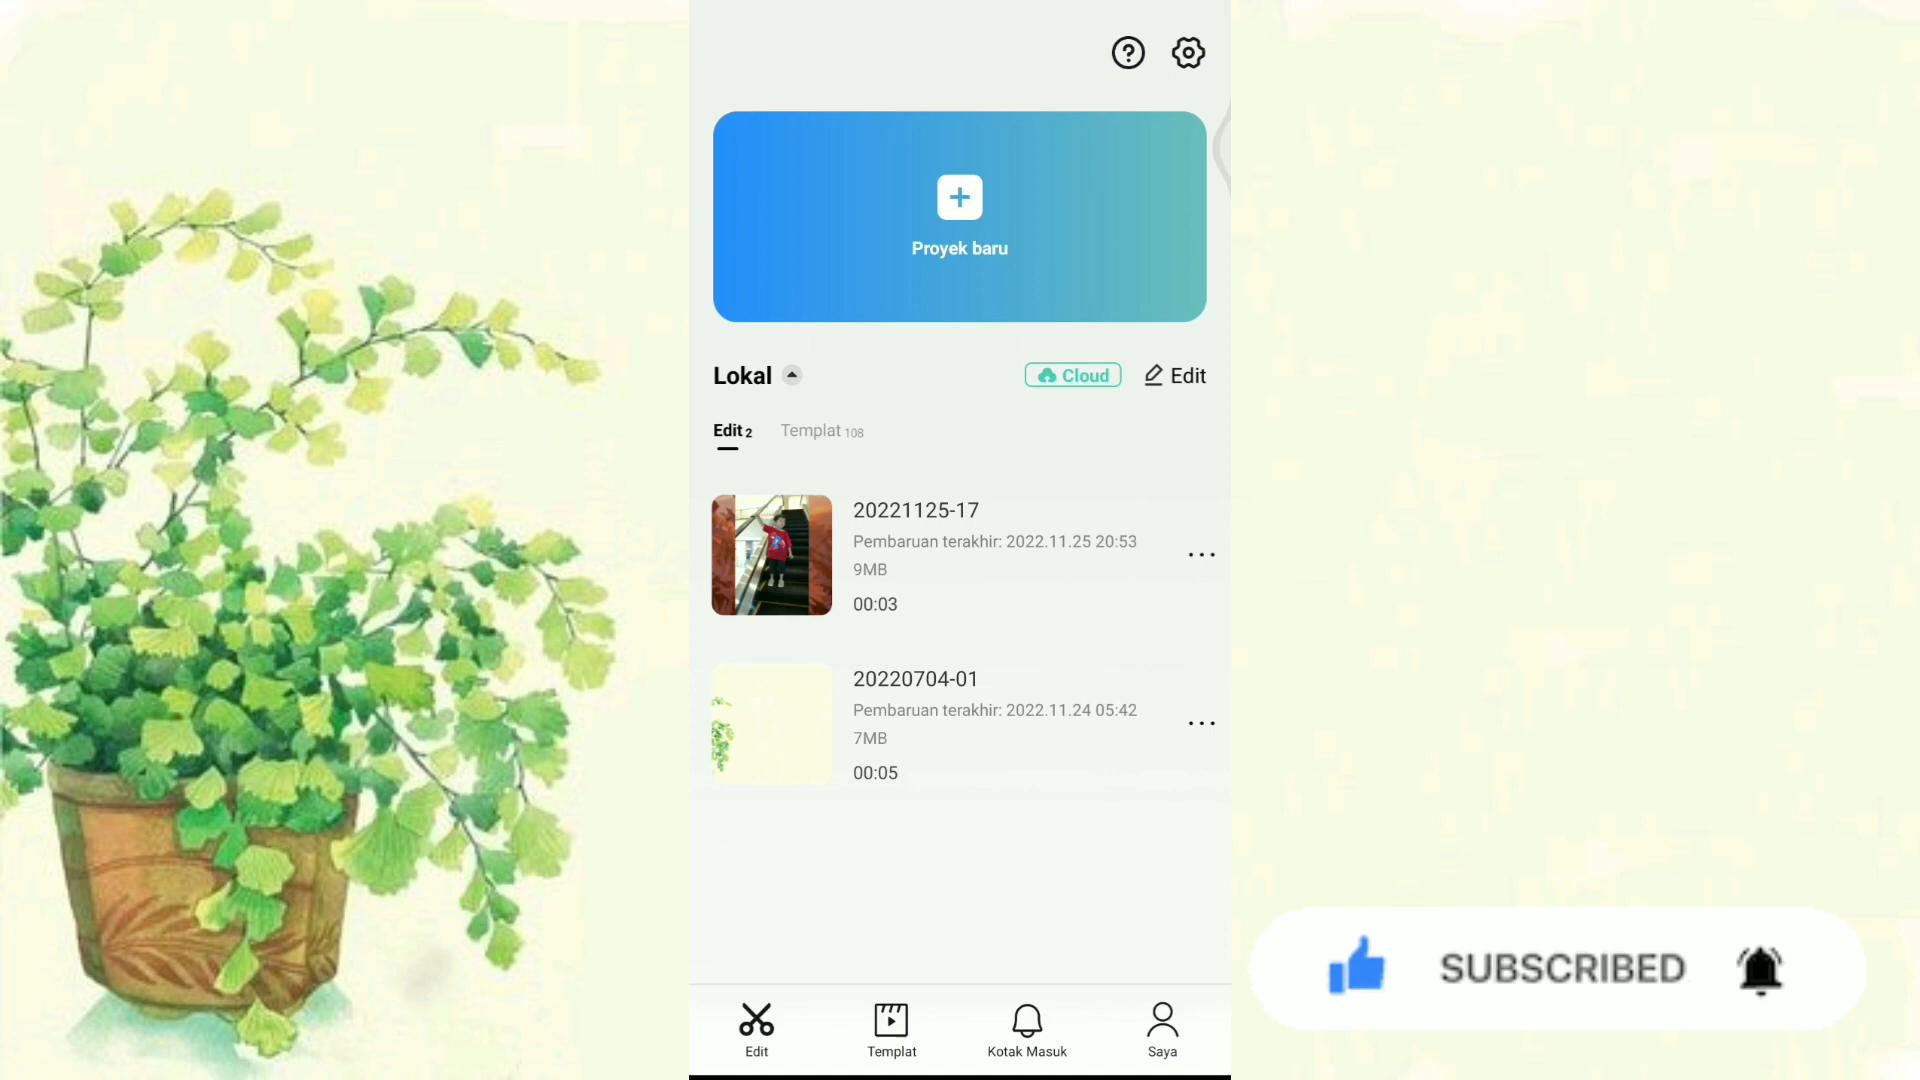 Proyek baru
Lokal
Cloud
Edit
Edit 2
Templat 108
20221125-17
Pembaruan terakhir: 2022.11.25 20:53
9MB
00:03
20220704-01
Pembaruan terakhir: 2022.11.24 05:42
7MB
00:05
SUBSCRIBED
Edit
Templat
Kotak Masuk
Saya